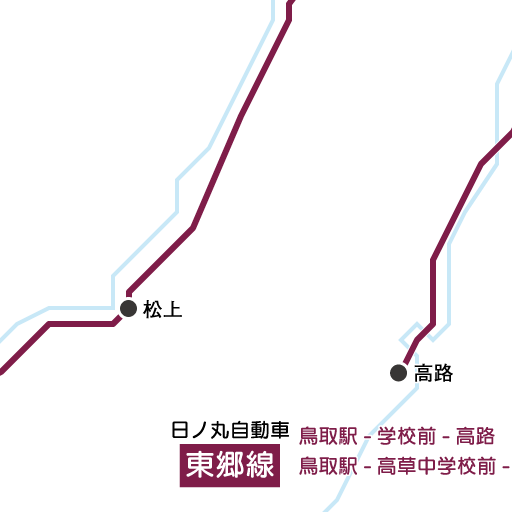 松上
高路
日ノ丸自動車
東郷線
鳥取駅 - 学校前 - 高路
鳥取駅 - 高草中学校前 -